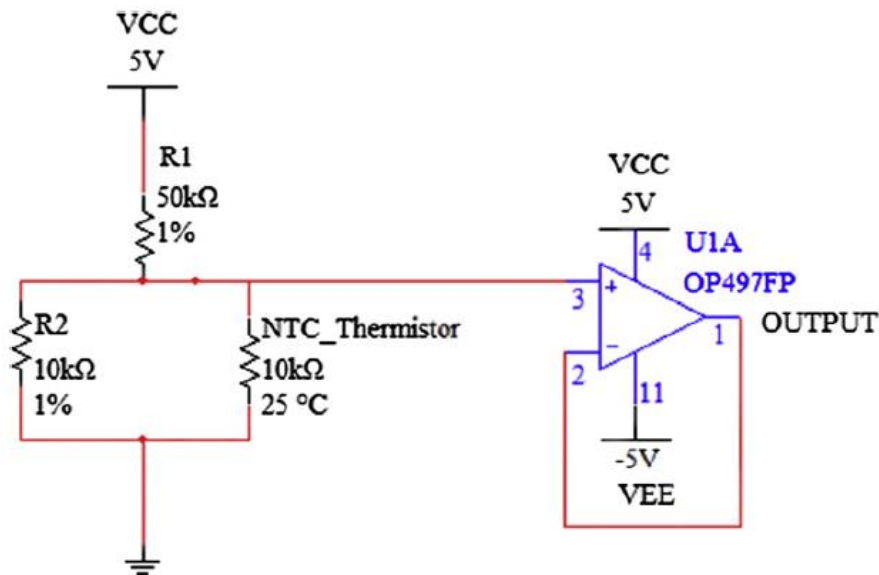 VCC
5V
R1
50kΩ
1%
R2
10kΩ
1%
NTC_Thermistor
10kΩ
25 °C
VCC
5V
4
U1A
OP497FP
3
+
2
−
1
OUTPUT
11
-5V
VEE